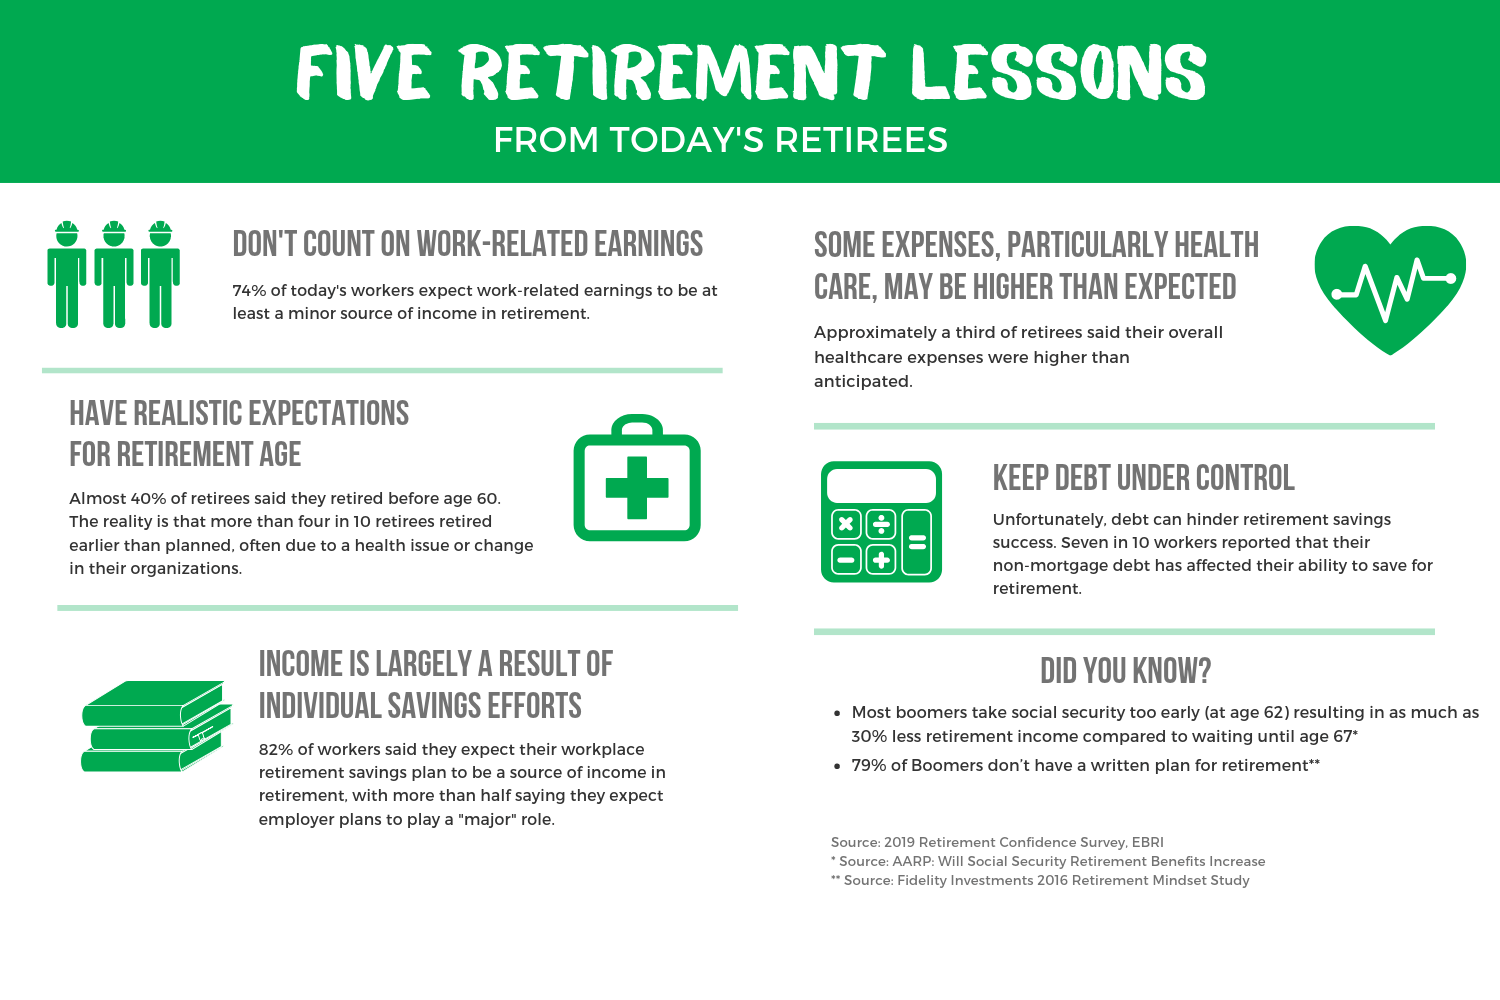 FIVE RETIREMENT LESSONS
FROM TODAY'S RETIREES
DON'T COUNT ON WORK-RELATED EARNINGS
74% of today's workers expect work-related earnings to be at
least a minor source of income in retirement.
HAVE REALISTIC EXPECTATIONS
FOR RETIREMENT AGE
Almost 40% of retirees said they retired before age 60.
The reality is that more than four in 10 retirees retired
earlier than planned, often due to a health issue or change
in their organizations.
INCOME IS LARGELY A RESULT OF
INDIVIDUAL SAVINGS EFFORTS
82% of workers said they expect their workplace
retirement savings plan to be a source of income in
retirement, with more than half saying they expect
employer plans to play a "major" role.
SOME EXPENSES, PARTICULARLY HEALTH
CARE, MAY BE HIGHER THAN EXPECTED
Approximately a third of retirees said their overall
healthcare expenses were higher than
anticipated.
KEEP DEBT UNDER CONTROL
Unfortunately, debt can hinder retirement savings
success. Seven in 10 workers reported that their
non-mortgage debt has affected their ability to save for
retirement.
DID YOU KNOW?
• Most boomers take social security too early (at age 62) resulting in as much as
30% less retirement income compared to waiting until age 67*
• 79% of Boomers don’t have a written plan for retirement**
Source: 2019 Retirement Confidence Survey, EBRI
* Source: AARP: Will Social Security Retirement Benefits Increase
** Source: Fidelity Investments 2016 Retirement Mindset Study